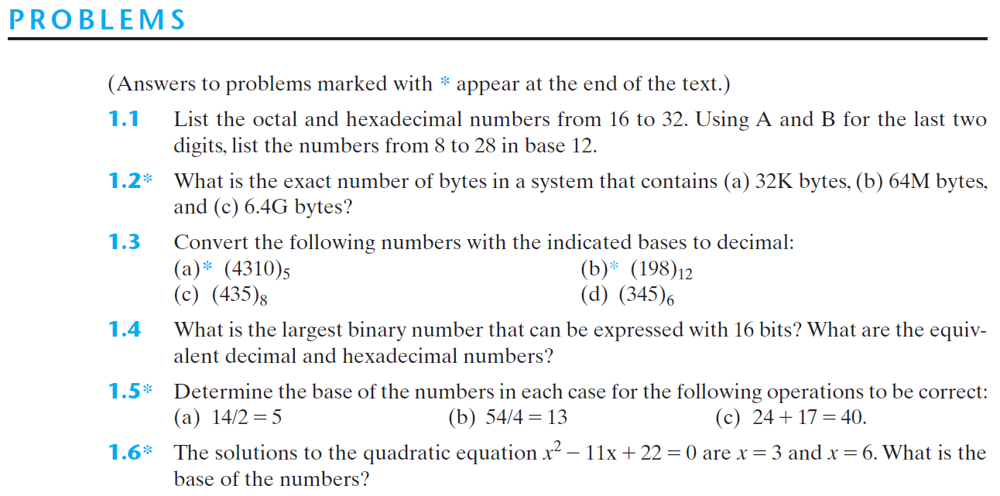 PROBLEMS
(Answers to problems marked with * appear at the end of the text.)
1.1 List the octal and hexadecimal numbers from 16 to 32. Using A and B for the last two
digits, list the numbers from 8 to 28 in base 12.
1.2* What is the exact number of bytes in a system that contains (a) 32K bytes, (b) 64M bytes,
and (c) 6.4G bytes?
1.3 Convert the following numbers with the indicated bases to decimal:
(a)* (4310)₅ (b)* (198)₁₂
(c) (435)₈ (d) (345)₆
1.4 What is the largest binary number that can be expressed with 16 bits? What are the equiv-
alent decimal and hexadecimal numbers?
1.5* Determine the base of the numbers in each case for the following operations to be correct:
(a) 14/2 = 5 (b) 54/4 = 13 (c) 24 + 17 = 40.
1.6* The solutions to the quadratic equation x² − 11x + 22 = 0 are x = 3 and x = 6. What is the
base of the numbers?